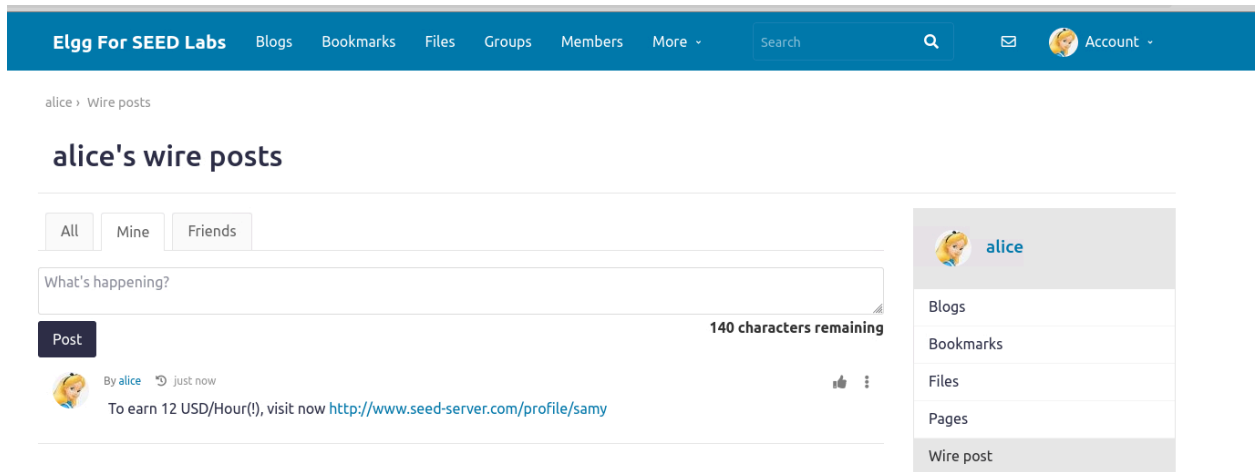 Elgg For SEED Labs Blogs Bookmarks Files Groups Members More Search Account
alice › Wire posts
alice's wire posts
All Mine Friends
alice
What's happening?
Blogs
Post 140 characters remaining
Bookmarks
By alice just now
Files
To earn 12 USD/Hour(!), visit now http://www.seed-server.com/profile/samy
Pages
Wire post